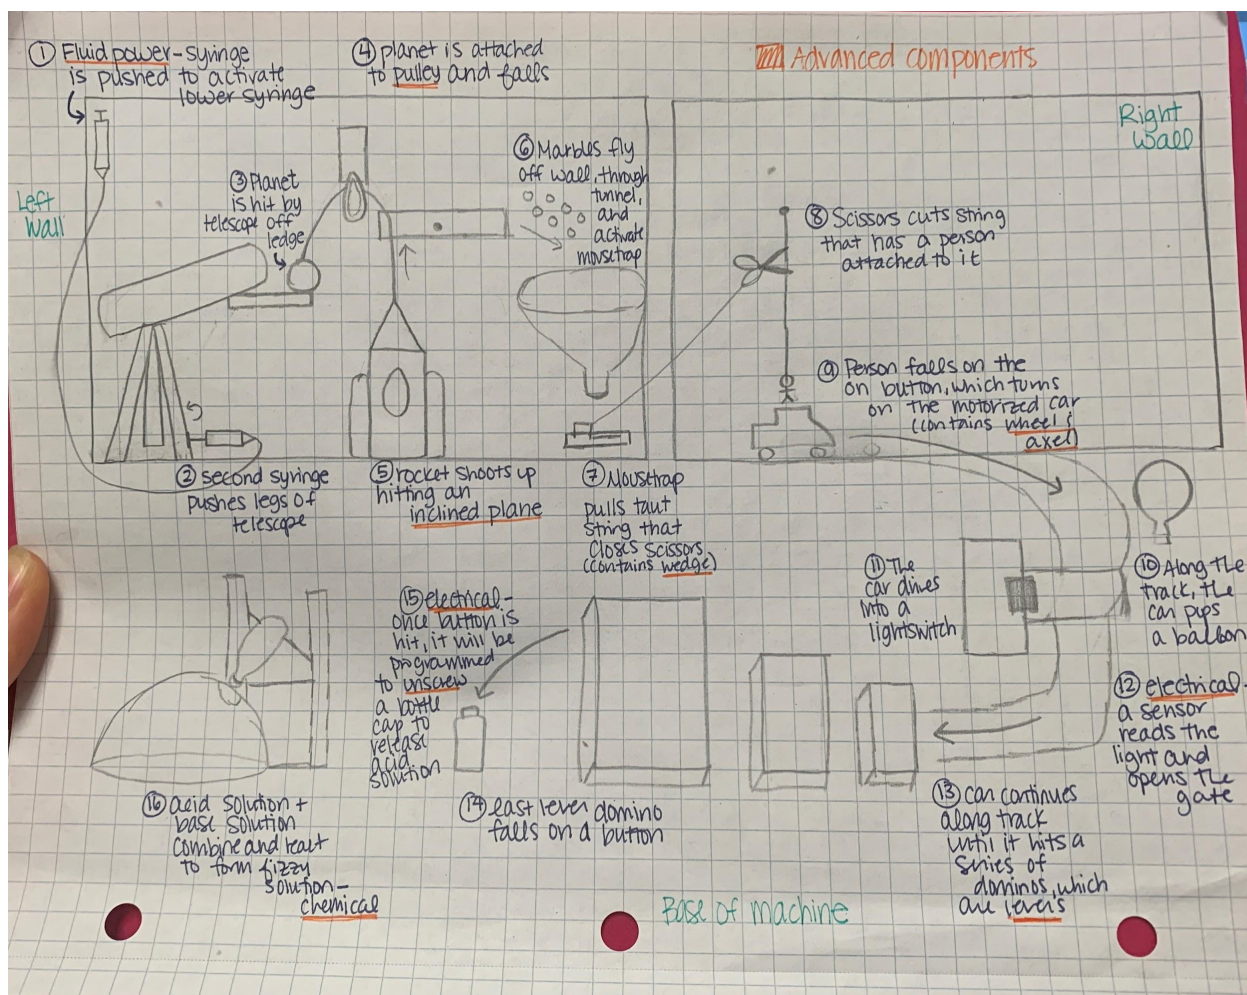 ① Fluid power-syringe
is pushed to activate
lower syringe
④ planet is attached
to pulley and falls
Advanced components
Right
Wall
Left
Wall
③ Planet
is hit by
telescope off
ledge
⑥ Marbles fly
off wall, through
tunnel,
and
activate
mousetrap
⑧ Scissors cuts string
that has a person
attached to it
⑨ Person falls on the
on button, which turns
on the motorized car
(contains wheel &
axel)
② second syringe
pushes legs of
telescope
⑤ rocket shoots up
hitting an
inclined plane
⑦ Mousetrap
pulls taut
string that
closes scissors
(contains wedge)
⑩ Along the
track, the
car pops
a balloon
⑪ The
car drives
into a
lightswitch
⑫ electrical-
a sensor
reads the
light and
opens the
gate
⑬ car continues
along track
until it hits a
series of
dominos, which
are levers
⑭ last lever domino
falls on a button
⑮ electrical-
once button is
hit, it will be
programmed
to unscrew
a bottle
cap to
release
acid
solution
⑯ acid solution +
base solution
combine and react
to form fizzy
solution-
chemical
Base of machine